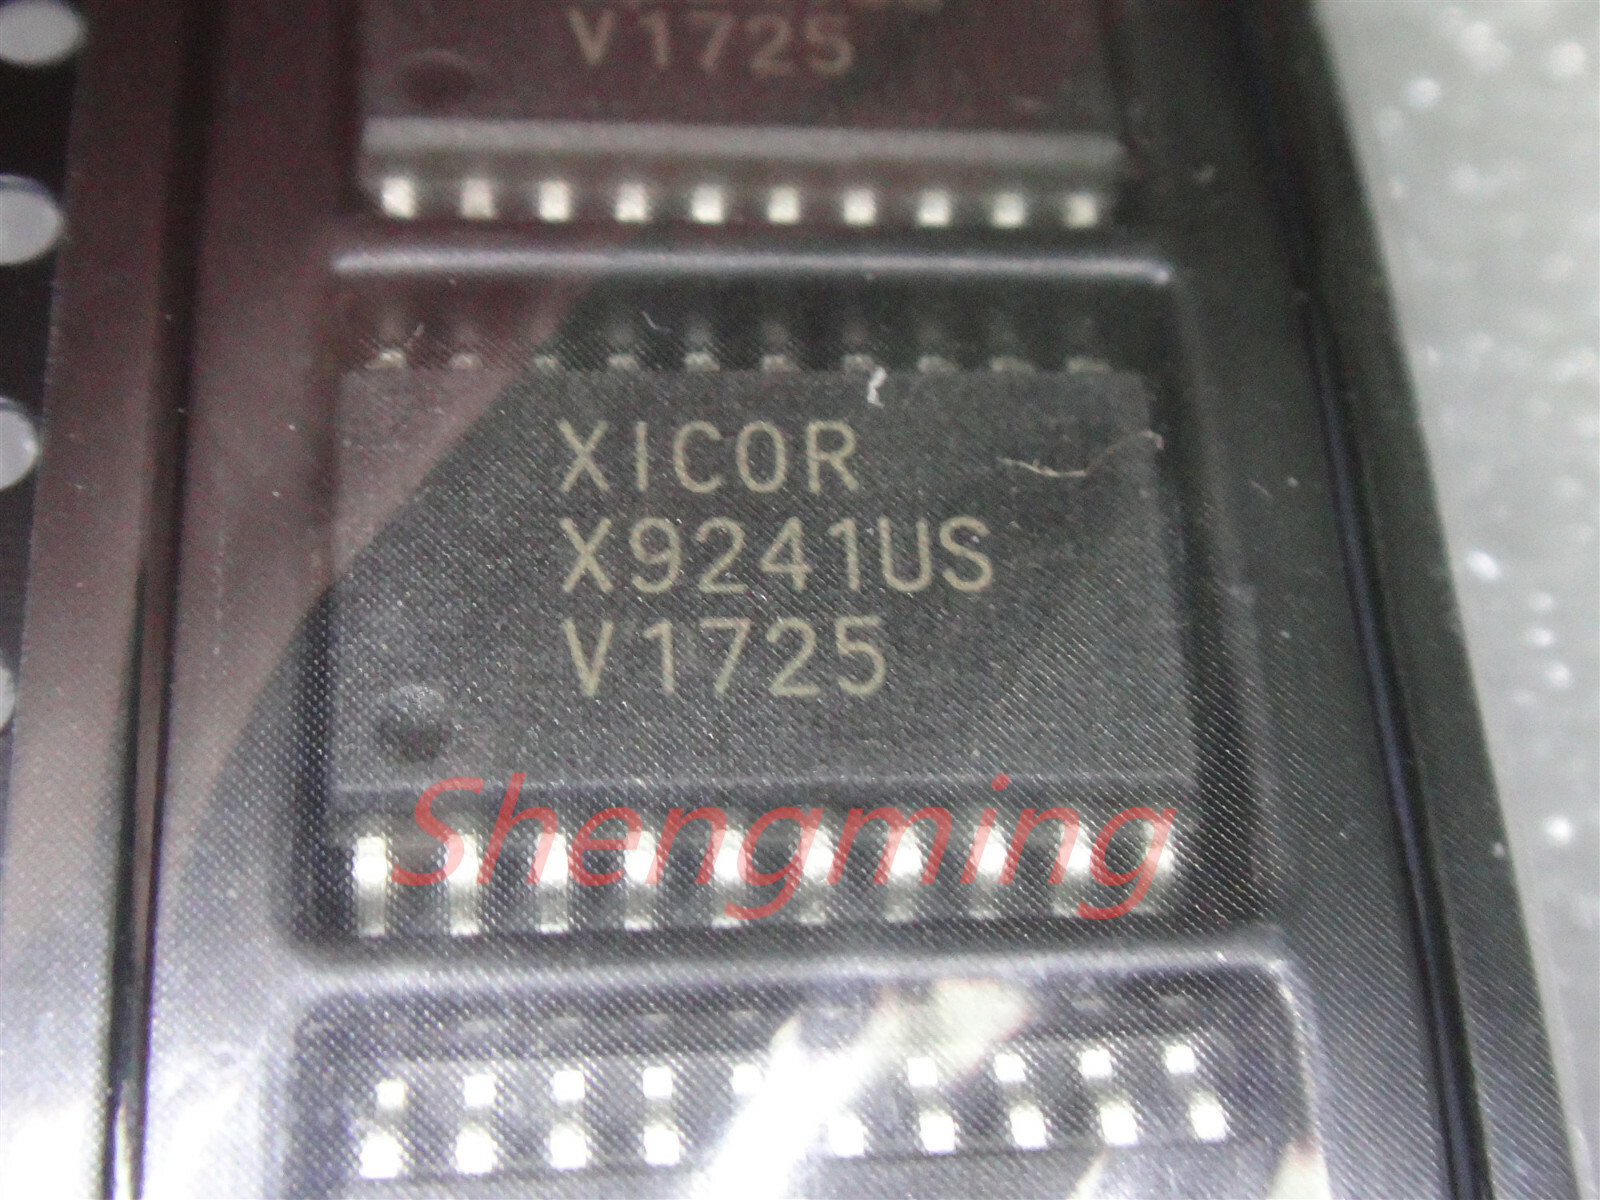 V1725
XICOR
X9241US
V1725
Shengming